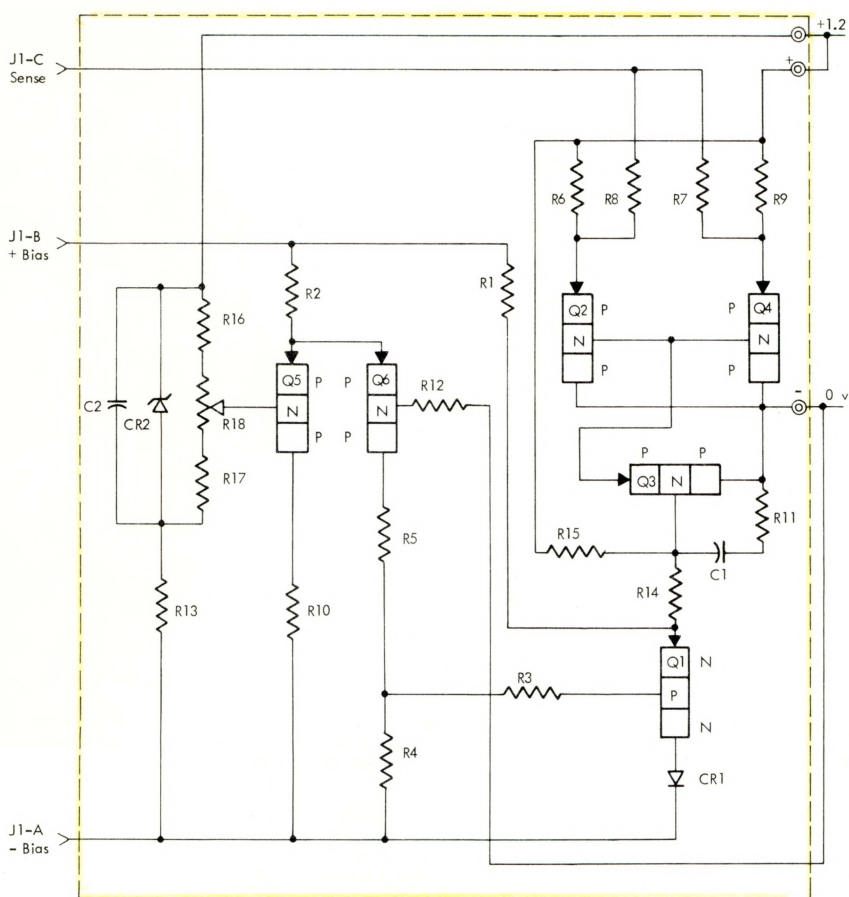 +1.2
J1-C
Sense
+
R6
R8
R7
R9
J1-B
+ Bias
R2
R1
R16
Q2
P
N
P
Q4
P
N
P
C2
CR2
R18
Q5
P
N
P
P
Q6
N
P
R12
-
0 v
R17
P
P
Q3
N
R11
R5
R15
C1
R13
R10
R14
Q1
N
P
N
R3
R4
CR1
J1-A
- Bias